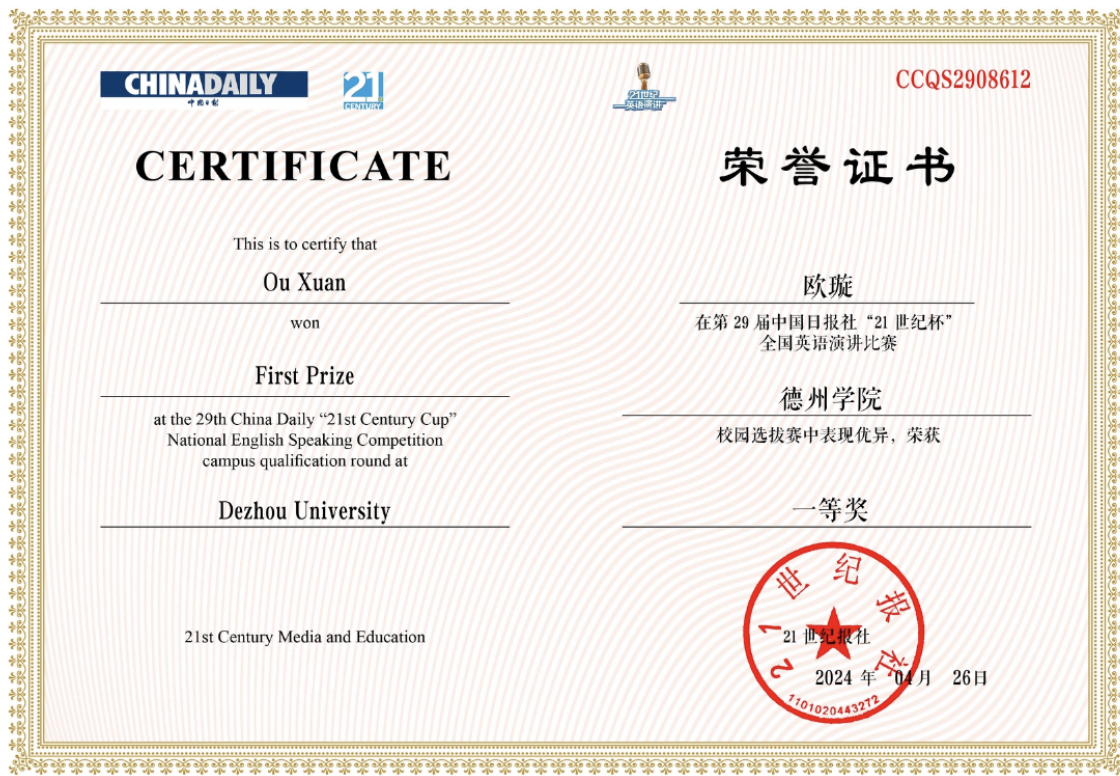 CHINADAILY
中国日报
21
CENTURY
21世纪
英语演讲
CCQS2908612
CERTIFICATE
This is to certify that
Ou Xuan
won
First Prize
at the 29th China Daily “21st Century Cup”
National English Speaking Competition
campus qualification round at
Dezhou University
21st Century Media and Education
荣誉证书
欧璇
在第 29 届中国日报社“21 世纪杯”
全国英语演讲比赛
德州学院
校园选拔赛中表现优异，荣获
一等奖
21 世纪报社
2024 年 04月 26日
21世纪报社
1101020443272